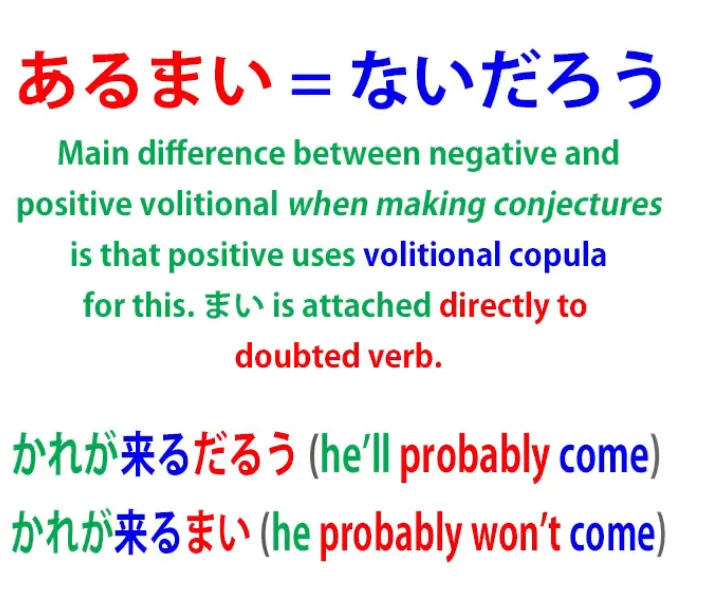 あるまい = ないだろう
Main difference between negative and
positive volitional when making conjectures
is that positive uses volitional copula
for this. まい is attached directly to
doubted verb.
かれが来るだるう (he'll probably come)
かれが来るまい (he probably won't come)